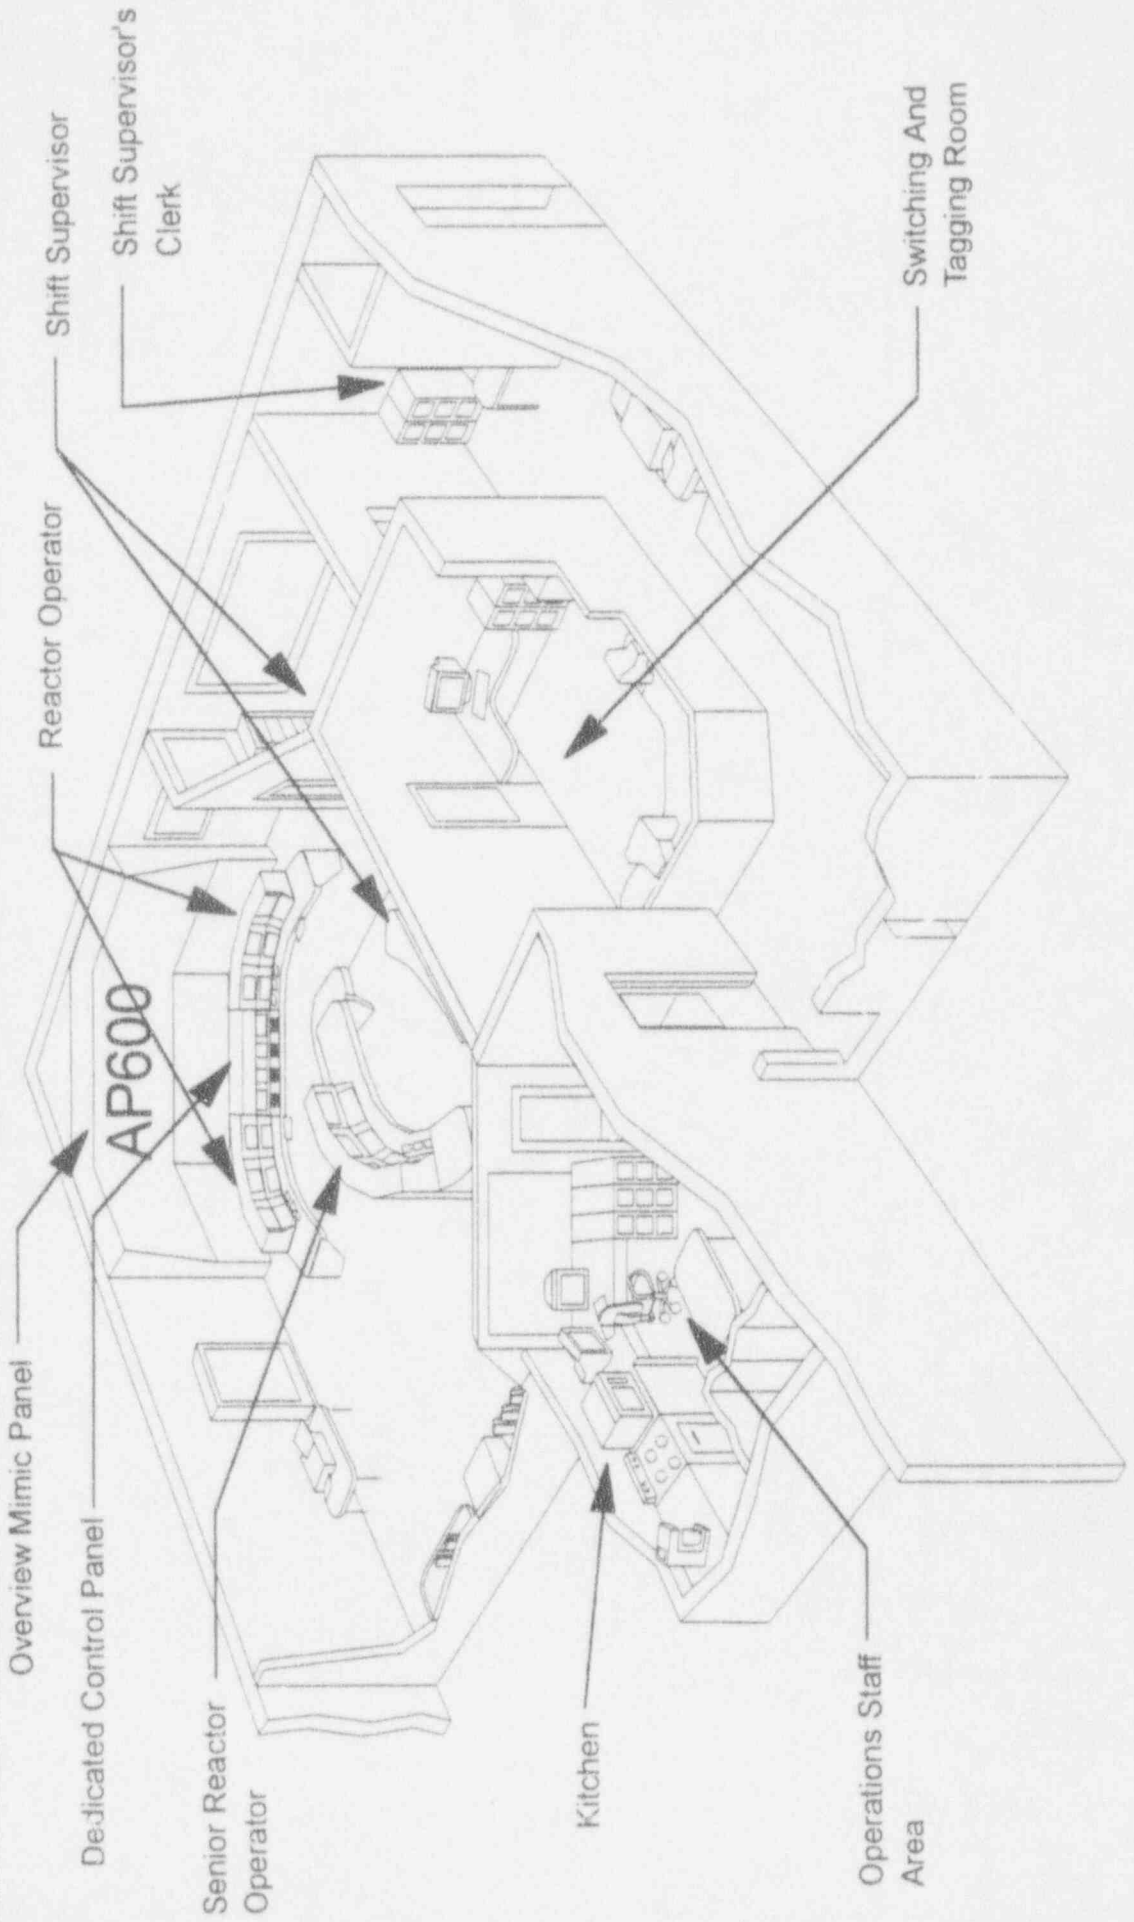 Overview Mimic Panel
Dedicated Control Panel
Senior Reactor
Operator
AP600
Reactor Operator
Shift Supervisor
Shift Supervisor's
Clerk
Kitchen
Operations Staff
Area
Switching And
Tagging Room